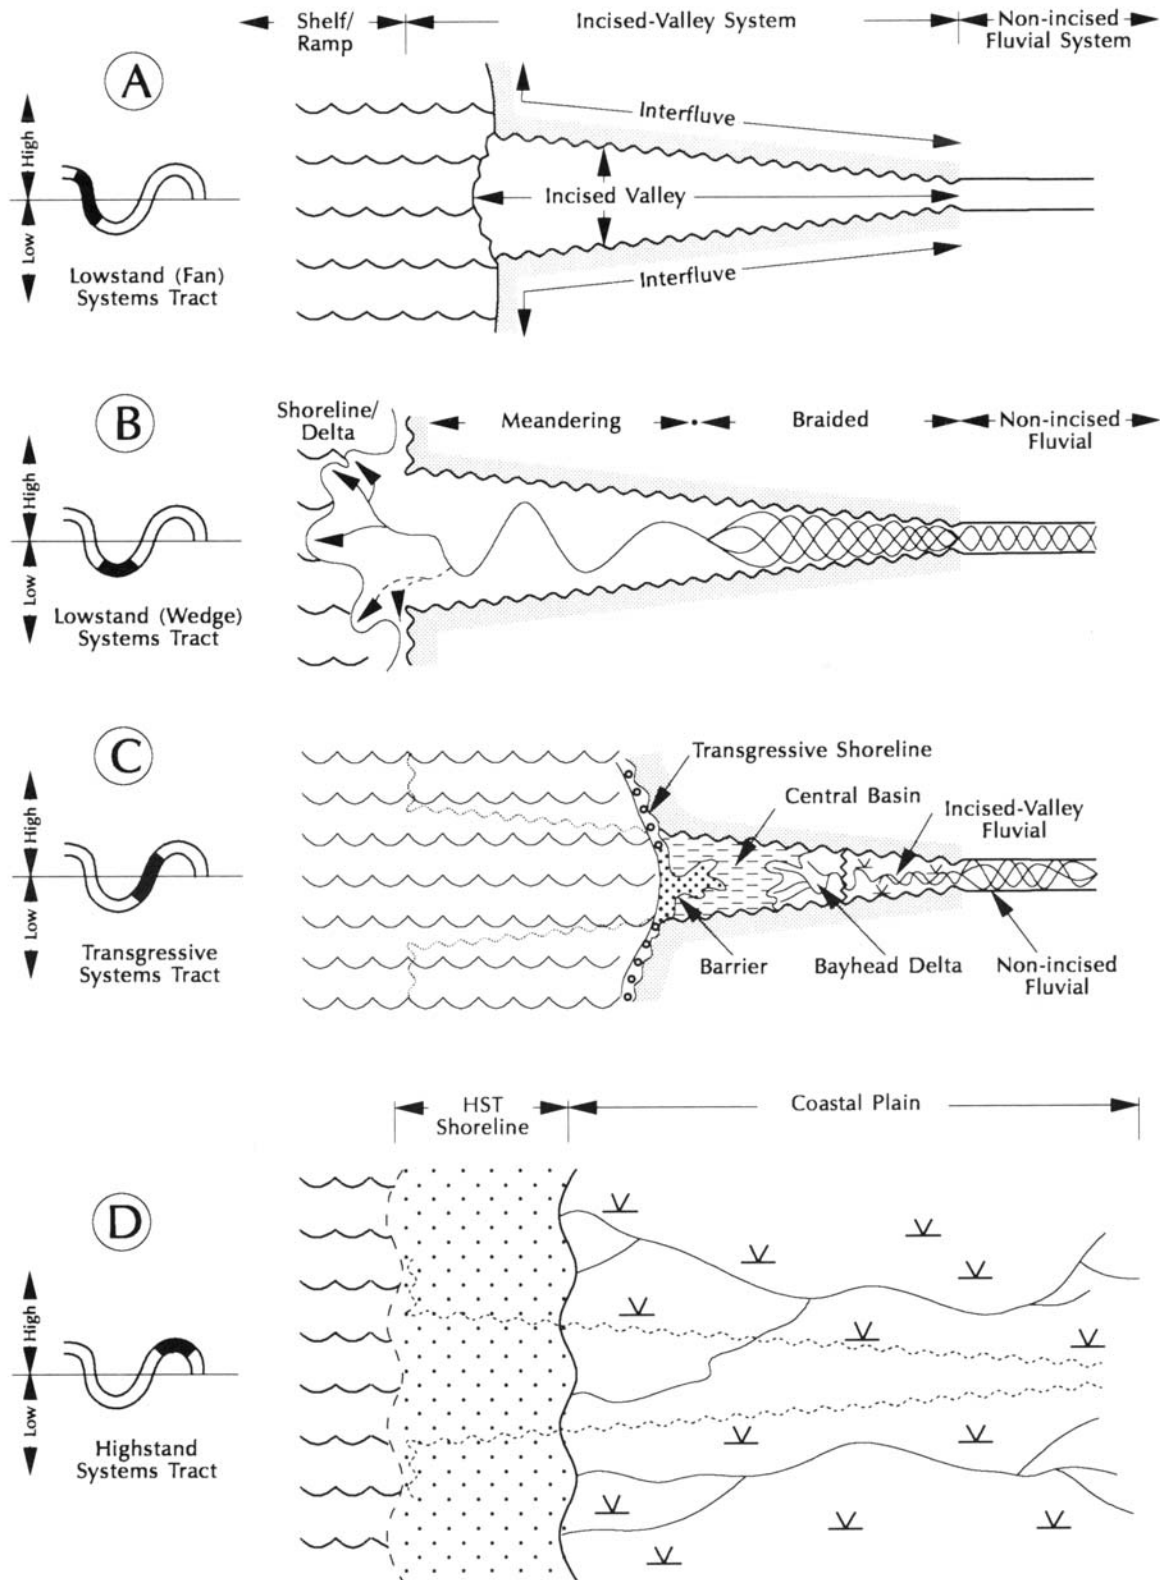 Shelf/
Ramp
Incised-Valley System
Non-incised
Fluvial System
A
High
Low
Lowstand (Fan)
Systems Tract
Interfluve
Incised Valley
Interfluve
B
High
Low
Lowstand (Wedge)
Systems Tract
Shoreline/
Delta
Meandering
Braided
Non-incised
Fluvial
C
High
Low
Transgressive
Systems Tract
Transgressive Shoreline
Central Basin
Incised-Valley
Fluvial
Barrier
Bayhead Delta
Non-incised
Fluvial
HST
Shoreline
Coastal Plain
D
High
Low
Highstand
Systems Tract